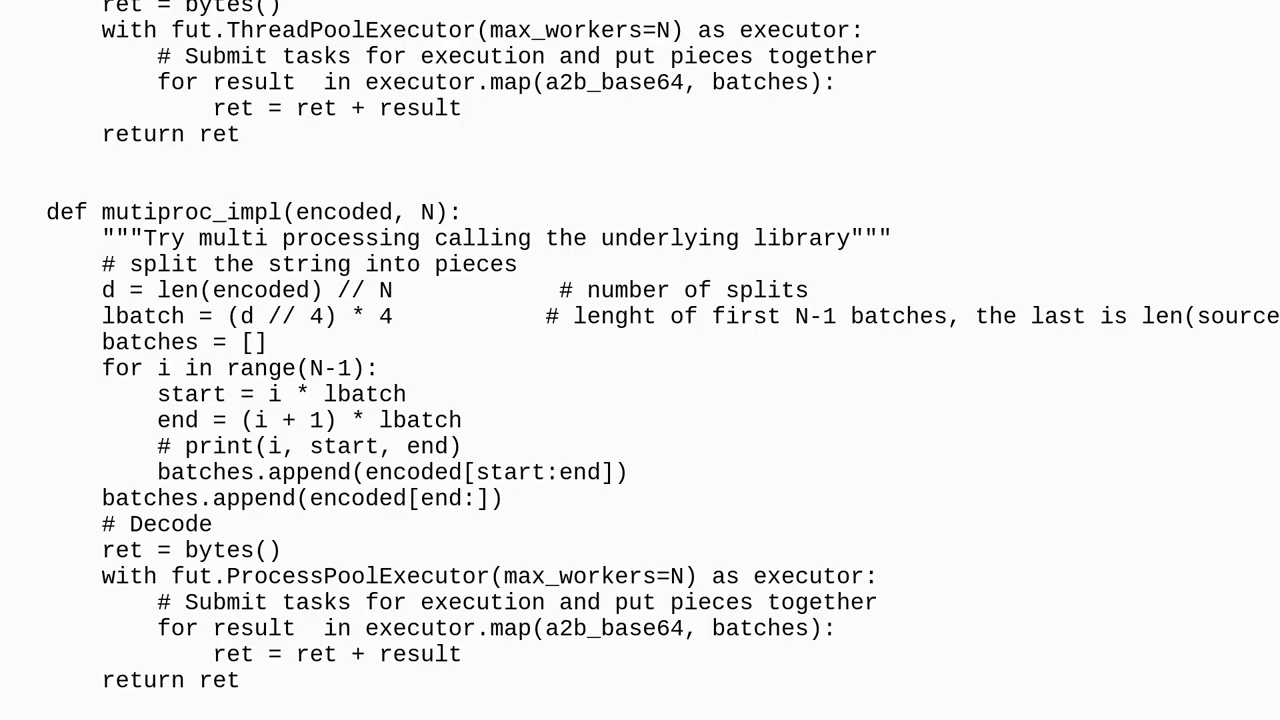 ret = bytes()
    with fut.ThreadPoolExecutor(max_workers=N) as executor:
        # Submit tasks for execution and put pieces together
        for result  in executor.map(a2b_base64, batches):
            ret = ret + result
    return ret


def mutiproc_impl(encoded, N):
    """Try multi processing calling the underlying library"""
    # split the string into pieces
    d = len(encoded) // N            # number of splits
    lbatch = (d // 4) * 4           # lenght of first N-1 batches, the last is len(source
    batches = []
    for i in range(N-1):
        start = i * lbatch
        end = (i + 1) * lbatch
        # print(i, start, end)
        batches.append(encoded[start:end])
    batches.append(encoded[end:])
    # Decode
    ret = bytes()
    with fut.ProcessPoolExecutor(max_workers=N) as executor:
        # Submit tasks for execution and put pieces together
        for result  in executor.map(a2b_base64, batches):
            ret = ret + result
    return ret